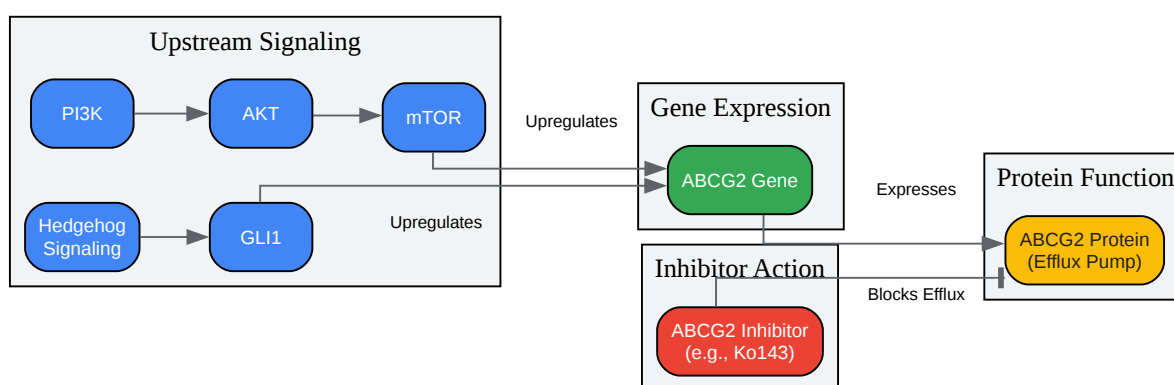 Upstream Signaling
PI3K
AKT
mTOR
Hedgehog
Signaling
GLI1
Upregulates
Upregulates
Gene Expression
ABCG2 Gene
Expresses
Protein Function
ABCG2 Protein
(Efflux Pump)
Inhibitor Action
Blocks Efflux
ABCG2 Inhibitor
(e.g., Ko143)